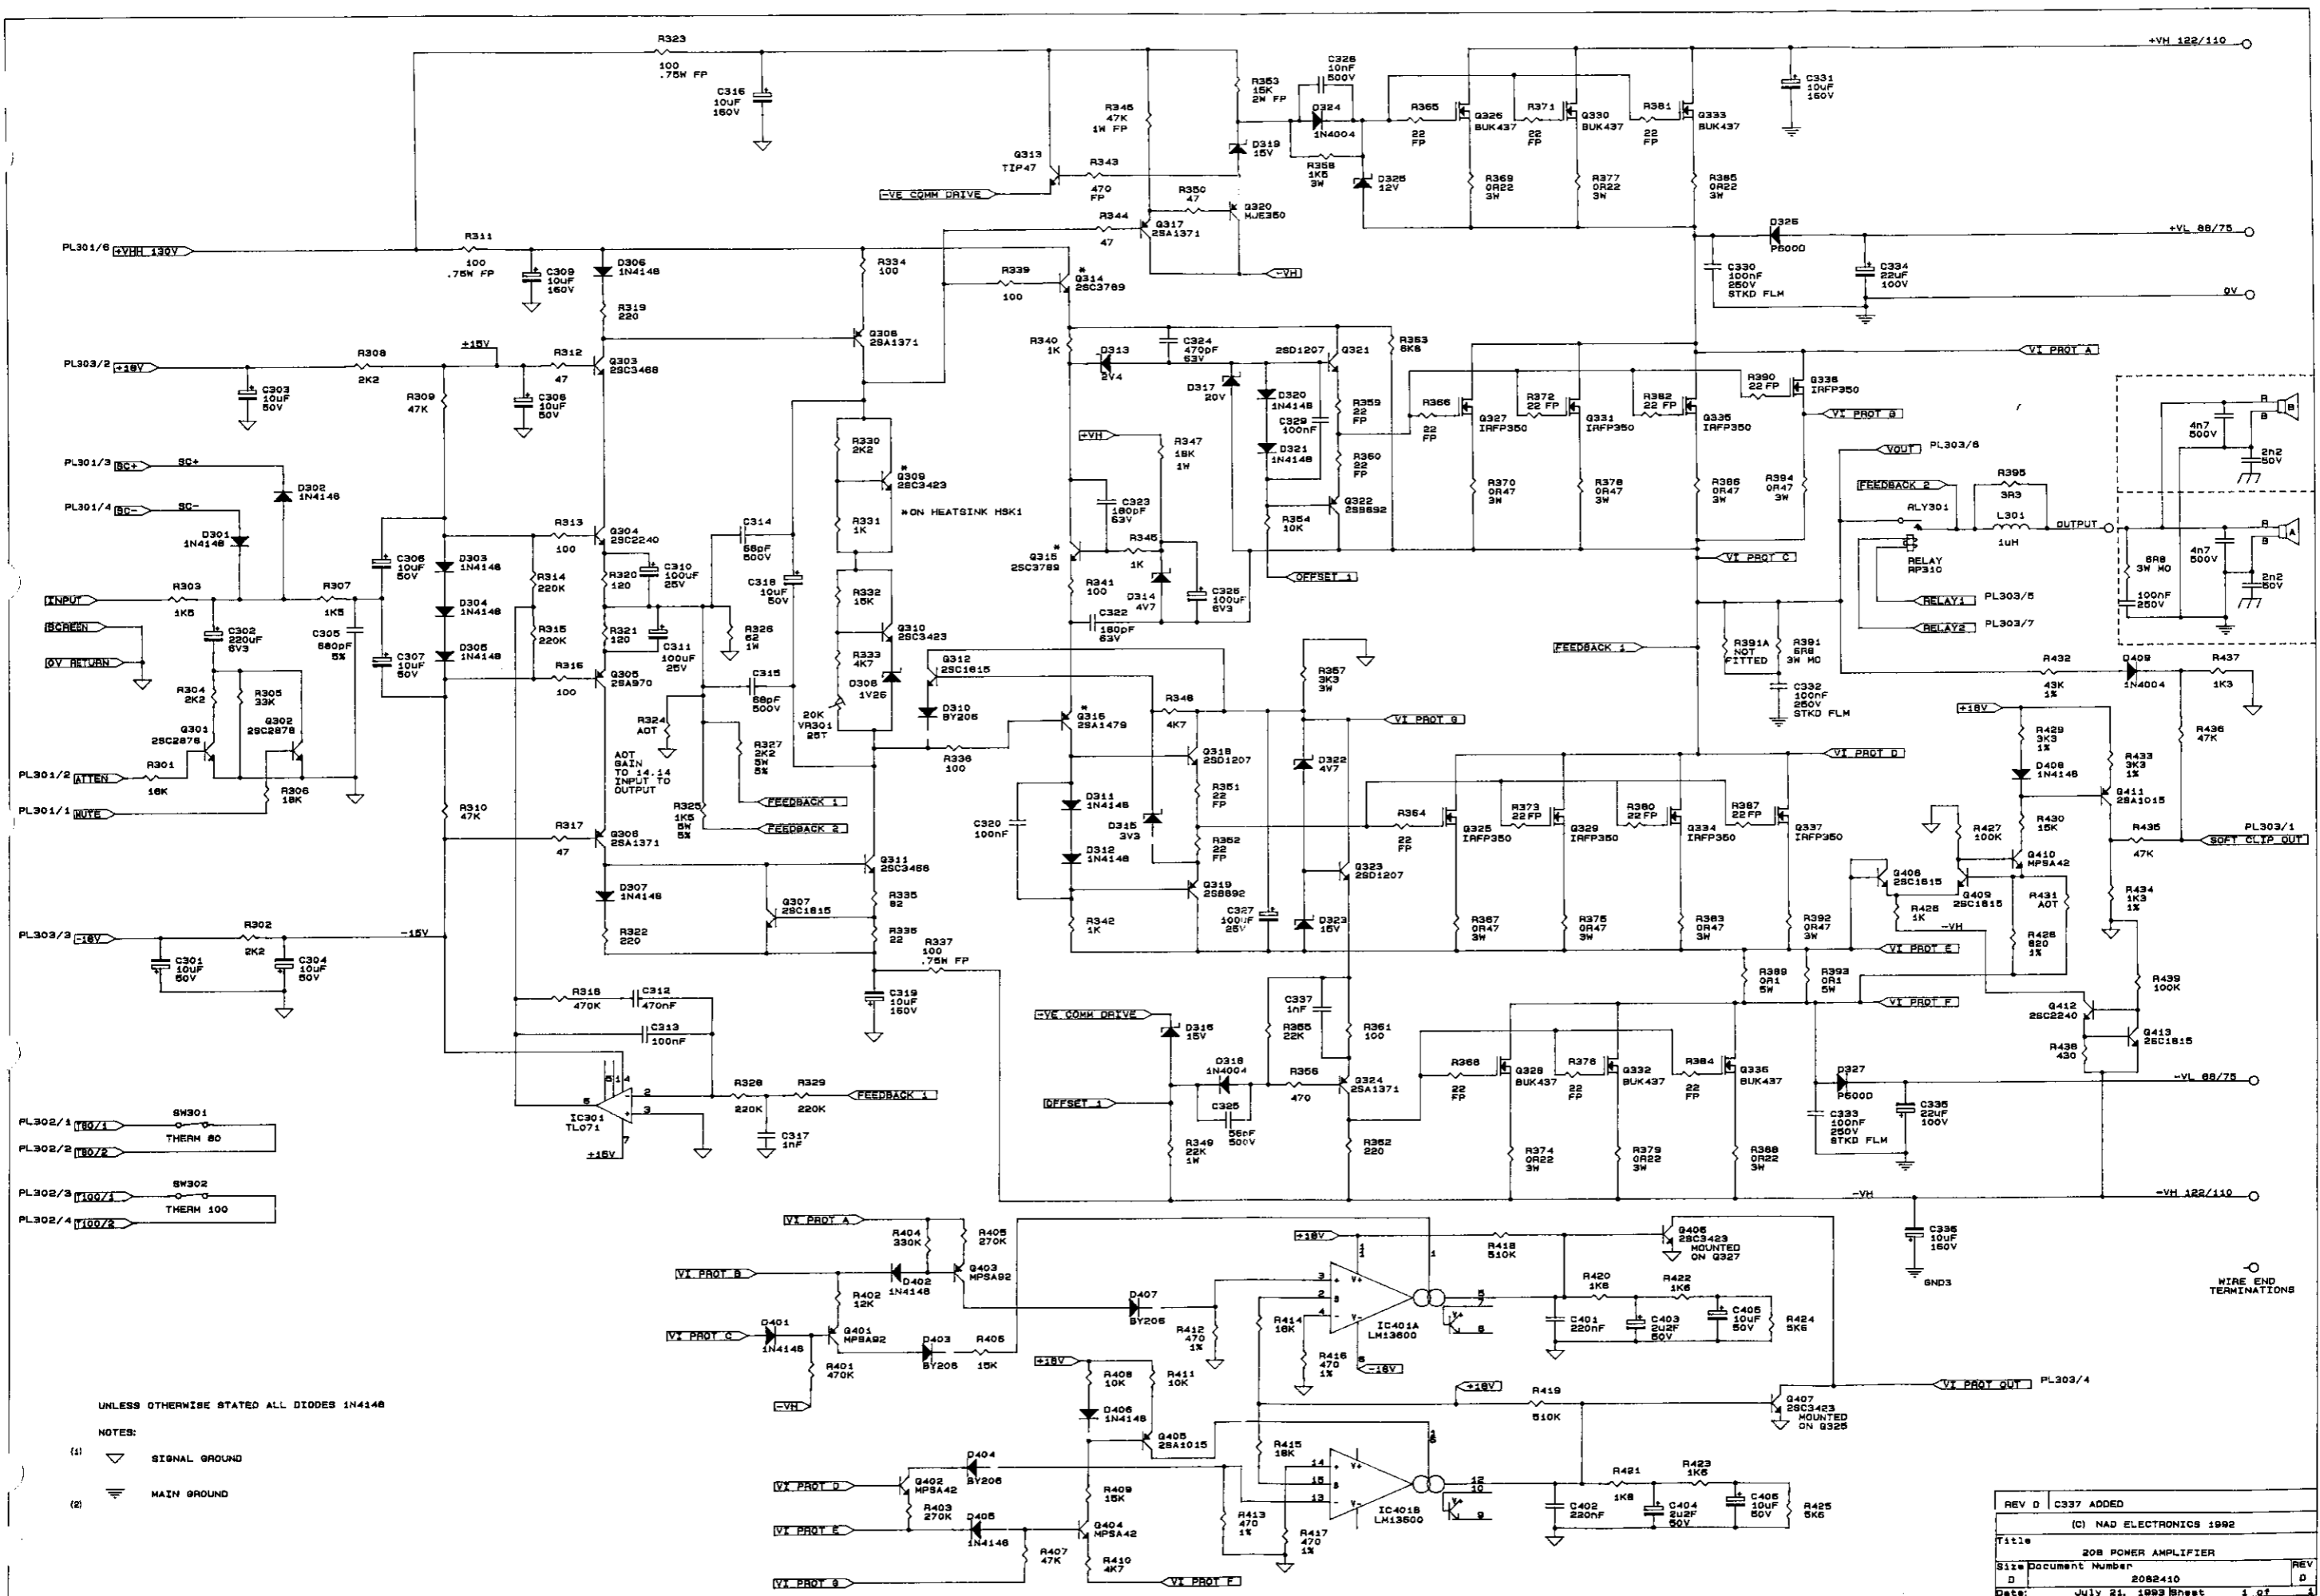 R323
100
.75W FP
C316
10uF
160V
R345
47K
1W FP
R353
15K
2W FP
C326
10nF
500V
D324
1N4004
R365
22
FP
Q326
BUK437
R371
22
FP
Q330
BUK437
R381
22
FP
Q333
BUK437
C331
10uF
160V
+VH 122/110
Q313
TIP47
R343
470
FP
D319
15V
R358
1K5
3W
D325
12V
R369
0R22
3W
R377
0R22
3W
R385
0R22
3W
-VE COMM DRIVE
R350
47
Q320
MJE350
R344
47
Q317
2SA1371
D326
P600D
+VL 88/75
PL301/6 +VHH 130V
R311
100
.75W FP
C309
10uF
160V
D306
1N4148
R334
100
R339
100
*
Q314
2SC3789
-VH
C330
100nF
250V
STKD FLM
C334
22uF
100V
0V
R319
220
Q308
2SA1371
PL303/2 +18V
R308
2K2
+15V
R312
47
Q303
2SC3468
C303
10uF
50V
R309
47K
R340
1K
D313
2V4
C324
470pF
63V
2SD1207
Q321
R363
6K8
D317
20V
D320
1N4148
C329
100nF
D321
1N4148
R359
22
FP
R360
22
FP
R366
22
FP
Q327
IRFP350
R372
22 FP
Q331
IRFP350
R382
22 FP
Q335
IRFP350
R390
22 FP
Q338
IRFP350
VI PROT A
VI PROT B
R330
2K2
*
Q309
2SC3423
R331
1K
*ON HEATSINK HSK1
+VH
R347
18K
1W
C323
180pF
63V
Q322
2SB692
R354
10K
R370
0R47
3W
R378
0R47
3W
R386
0R47
3W
R394
0R47
3W
VOUT PL303/6
FEEDBACK 2
R395
3R3
RLY301
L301
1uH
OUTPUT
RELAY
RP310
RELAY1 PL303/5
RELAY2 PL303/7
4n7
500V
R
B
B
2n2
50V
6R8
3W MO
100nF
250V
4n7
500V
R
B
A
2n2
50V
PL301/3 SC+ SC+
D302
1N4148
PL301/4 SC- SC-
D301
1N4148
R303
1K5
R307
1K5
INPUT
SCREEN
0V RETURN
C302
220uF
6V3
C305
680pF
5%
10uF
50V
C307
10uF
50V
D303
1N4148
D304
1N4148
D305
1N4148
R313
100
Q304
2SC2240
R314
220K
R315
220K
R316
100
R320
120
C310
100uF
25V
R321
120
C311
100uF
25V
Q305
2SA970
C314
68pF
500V
C318
10uF
50V
R326
62
1W
C315
68pF
500V
R332
15K
Q310
2SC3423
R333
4K7
D308
1V26
20K
VR301
25T
*
Q315
2SC3789
R345
1K
R341
100
D314
4V7
C326
100uF
6V3
C322
180pF
63V
OFFSET 1
VI PROT C
FEEDBACK 1
R391A
NOT
FITTED
R391
6R8
3W MO
C332
100nF
250V
STKD FLM
R432
43K
1%
D409
1N4004
R437
1K3
R304
2K2
R305
33K
Q301
2SC2878
Q302
2SC2878
R301
18K
R306
18K
PL301/2 ATTEN
PL301/1 MUTE
R324
AOT
AOT
GAIN
TO 14.14
INPUT TO
OUTPUT
R327
2K2
5W
5%
R325
1K5
5W
5%
FEEDBACK 1
FEEDBACK 2
Q312
2SC1815
D310
BY206
R338
100
*
Q316
2SA1479
R348
4K7
Q318
2SD1207
R351
22
FP
R352
22
FP
D311
1N4148
D312
1N4148
C320
100nF
D315
3V3
Q319
2SB692
R342
1K
R357
3K3
3W
VI PROT G
D322
4V7
Q323
2SD1207
C327
100uF
25V
D323
15V
VI PROT D
R364
22
FP
Q325
IRFP350
R373
22 FP
Q329
IRFP350
R380
22 FP
Q334
IRFP350
R387
22 FP
Q337
IRFP350
R367
0R47
3W
R375
0R47
3W
R383
0R47
3W
R392
0R47
3W
+18V
R429
3K3
1%
D408
1N4148
R433
3K3
1%
Q411
2SA1015
R436
47K
R427
100K
R430
15K
Q410
MPSA42
R435
47K
PL303/1
SOFT CLIP OUT
Q408
2SC1815
Q409
2SC1815
R426
1K
R431
AOT
R434
1K3
1%
R428
820
1%
-VH
VI PROT E
VI PROT F
R389
0R1
5W
R393
0R1
5W
R439
100K
Q412
2SC2240
Q413
2SC1815
R438
430
R310
47K
R317
47
Q306
2SA1371
D307
1N4148
Q307
2SC1815
R322
220
Q311
2SC3468
R335
82
R336
22
R337
100
.75W FP
C319
10uF
160V
PL303/3 -18V
R302
2K2
-15V
C301
10uF
50V
C304
10uF
50V
R318
470K
C312
470nF
C313
100nF
5 1 4
6
2
3
7
IC301
TL071
+15V
R328
220K
R329
220K
FEEDBACK 1
C317
1nF
-VE COMM DRIVE
D316
15V
R355
22K
C337
1nF
R361
100
D318
1N4004
C325
56pF
500V
R356
470
Q324
2SA1371
OFFSET 1
R349
22K
1W
R362
220
R368
22
FP
Q328
BUK437
R376
22
FP
Q332
BUK437
R384
22
FP
Q336
BUK437
R374
0R22
3W
R379
0R22
3W
R388
0R22
3W
D327
P600D
C333
100nF
250V
STKD FLM
C335
22uF
100V
-VL 88/75
-VH
-VH 122/110
C336
10uF
160V
GND3
WIRE END
TERMINATIONS
PL302/1 T80/1
SW301
THERM 80
PL302/2 T80/2
PL302/3 T100/1
SW302
THERM 100
PL302/4 T100/2
VI PROT A
R404
330K
R405
270K
VI PROT B
D402
1N4148
Q403
MPSA92
R402
12K
VI PROT C
D401
1N4148
Q401
MPSA92
R401
470K
-VH
D403
BY206
15K
D407
BY206
R412
470
1%
+18V
R418
510K
Q406
2SC3423
MOUNTED
ON Q327
3
2
4
IC401A
LM13600
-18V
R414
18K
R416
470
1%
C401
220nF
R420
1K8
C403
2u2F
50V
R422
1K6
C405
10uF
50V
R424
5K6
+18V
R408
10K
D406
1N4148
R411
10K
Q405
2SA1015
+18V
R419
510K
Q407
2SC3423
MOUNTED
ON Q325
VI PROT OUT PL303/4
D404
BY206
VI PROT D
Q402
MPSA42
R403
270K
VI PROT E
D405
1N4148
R409
15K
Q404
MPSA42
R407
47K
R410
4K7
VI PROT G
VI PROT F
R415
18K
14
15
13
IC401B
LM13600
R413
470
1%
R417
470
1%
12
10
9
C402
220nF
R421
1K8
C404
2u2F
50V
R423
1K6
C406
10uF
50V
R425
5K6
UNLESS OTHERWISE STATED ALL DIODES 1N4148
NOTES:
(1) SIGNAL GROUND
(2) MAIN GROUND
REV D C337 ADDED
(C) NAD ELECTRONICS 1992
Title
208 POWER AMPLIFIER
Size Document Number REV
D 2082410 D
Date: July 21, 1993 Sheet 1 of 1